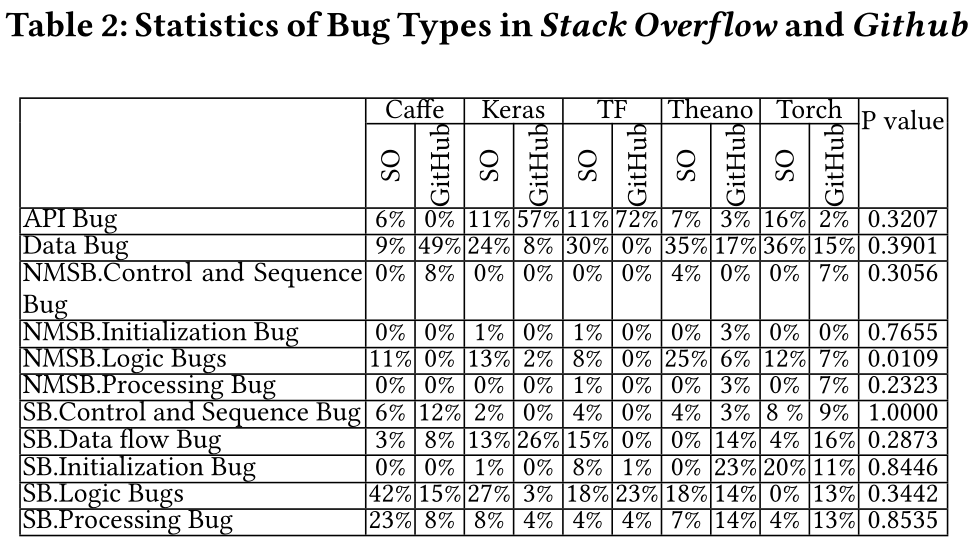 Table 2: Statistics of Bug Types in Stack Overflow and Github
Caffe Keras TF Theano Torch P value
SO GitHub SO GitHub SO GitHub SO GitHub SO GitHub
API Bug 6% 0% 11% 57% 11% 72% 7% 3% 16% 2% 0.3207
Data Bug 9% 49% 24% 8% 30% 0% 35% 17% 36% 15% 0.3901
NMSB.Control and Sequence 0% 8% 0% 0% 0% 0% 4% 0% 0% 7% 0.3056
Bug
NMSB.Initialization Bug 0% 0% 1% 0% 1% 0% 0% 3% 0% 0% 0.7655
NMSB.Logic Bugs 11% 0% 13% 2% 8% 0% 25% 6% 12% 7% 0.0109
NMSB.Processing Bug 0% 0% 0% 0% 1% 0% 0% 3% 0% 7% 0.2323
SB.Control and Sequence Bug 6% 12% 2% 0% 4% 0% 4% 3% 8 % 9% 1.0000
SB.Data flow Bug 3% 8% 13% 26% 15% 0% 0% 14% 4% 16% 0.2873
SB.Initialization Bug 0% 0% 1% 0% 8% 1% 0% 23% 20% 11% 0.8446
SB.Logic Bugs 42% 15% 27% 3% 18% 23% 18% 14% 0% 13% 0.3442
SB.Processing Bug 23% 8% 8% 4% 4% 4% 7% 14% 4% 13% 0.8535